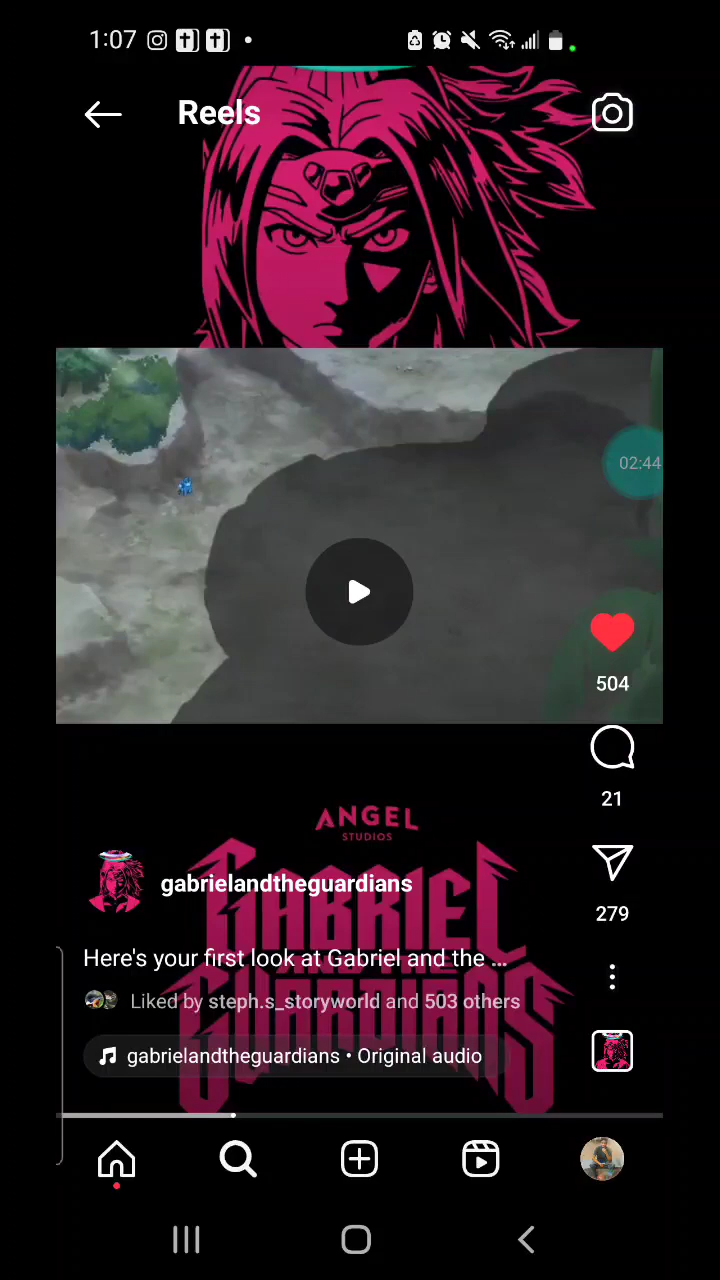 1:07
Reels
02:44
504
21
ANGEL
STUDIOS
GABRIEL
AND THE
GUARDIANS
gabrielandtheguardians
279
Here's your first look at Gabriel and the ...
Liked by steph.s_storyworld and 503 others
gabrielandtheguardians • Original audio